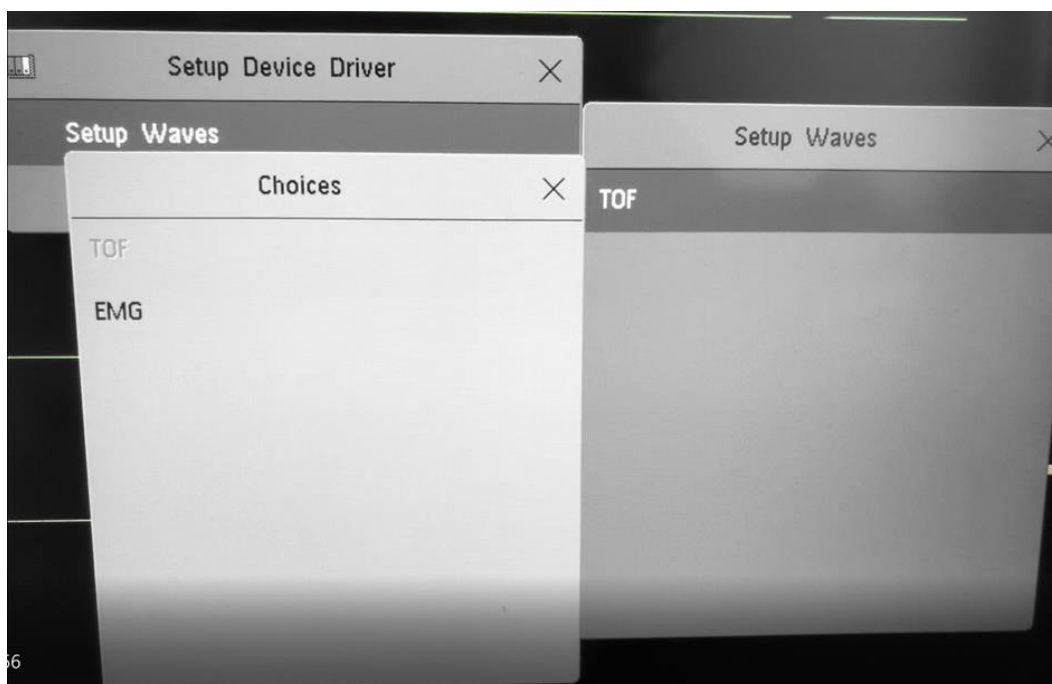 Setup Device Driver
Setup Waves
Choices
TOF
EMG
Setup Waves
TOF